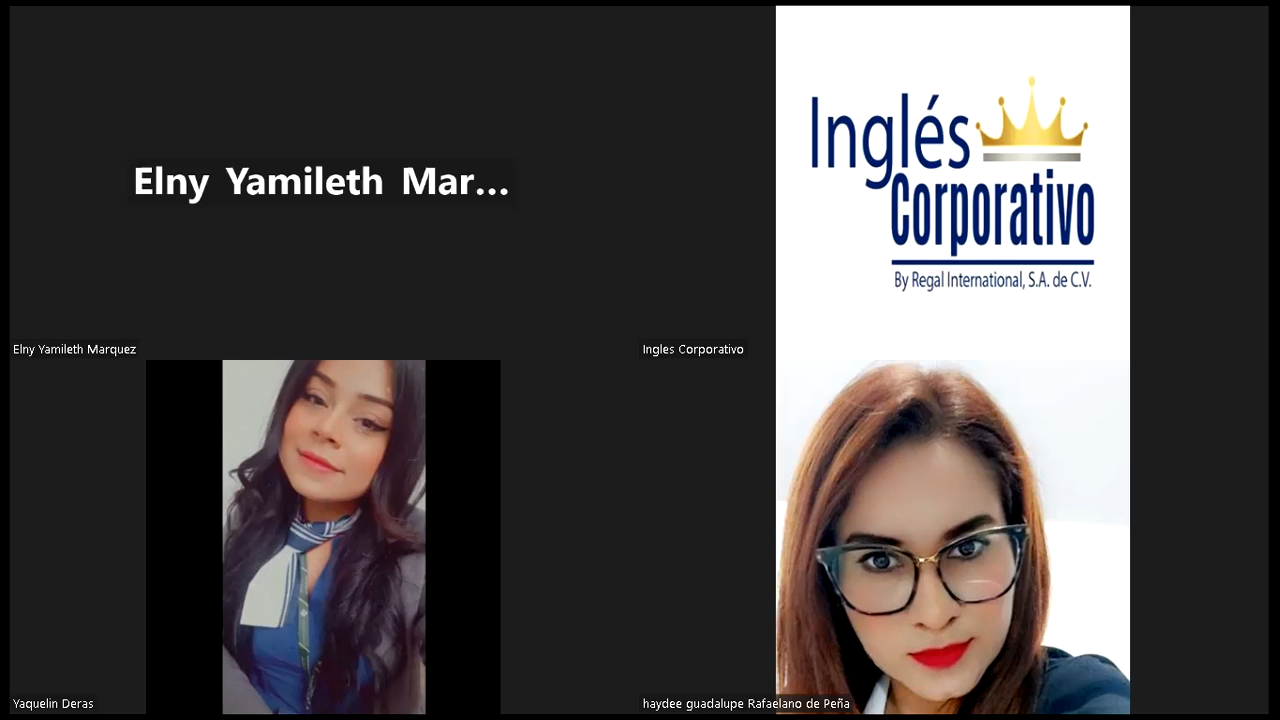 Elny Yamileth Mar...
Elny Yamileth Marquez
Inglés
Corporativo
By Regal International, S.A. de C.V.
Ingles Corporativo
Yaquelin Deras
haydee guadalupe Rafaelano de Peña